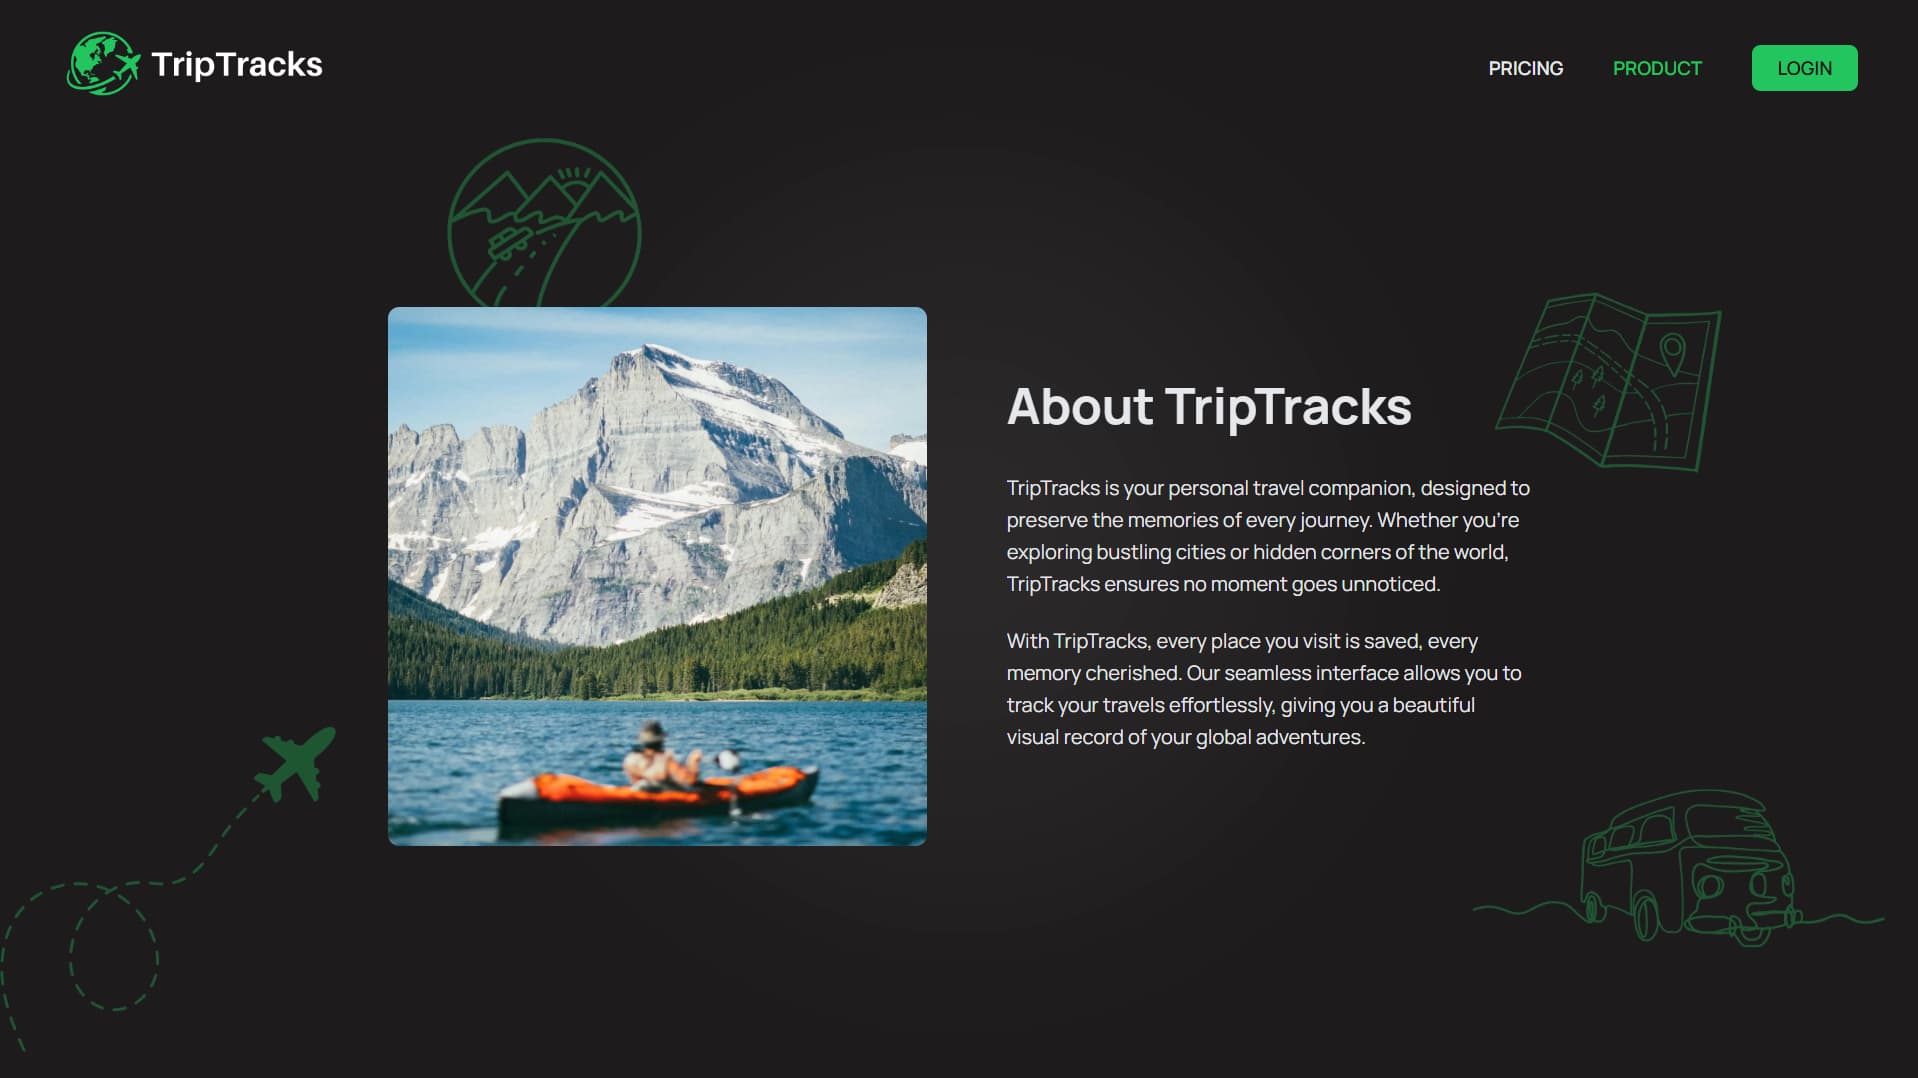 TripTracks
PRICING
PRODUCT
LOGIN
About TripTracks
TripTracks is your personal travel companion, designed to
preserve the memories of every journey. Whether you're
exploring bustling cities or hidden corners of the world,
TripTracks ensures no moment goes unnoticed.
With TripTracks, every place you visit is saved, every
memory cherished. Our seamless interface allows you to
track your travels effortlessly, giving you a beautiful
visual record of your global adventures.